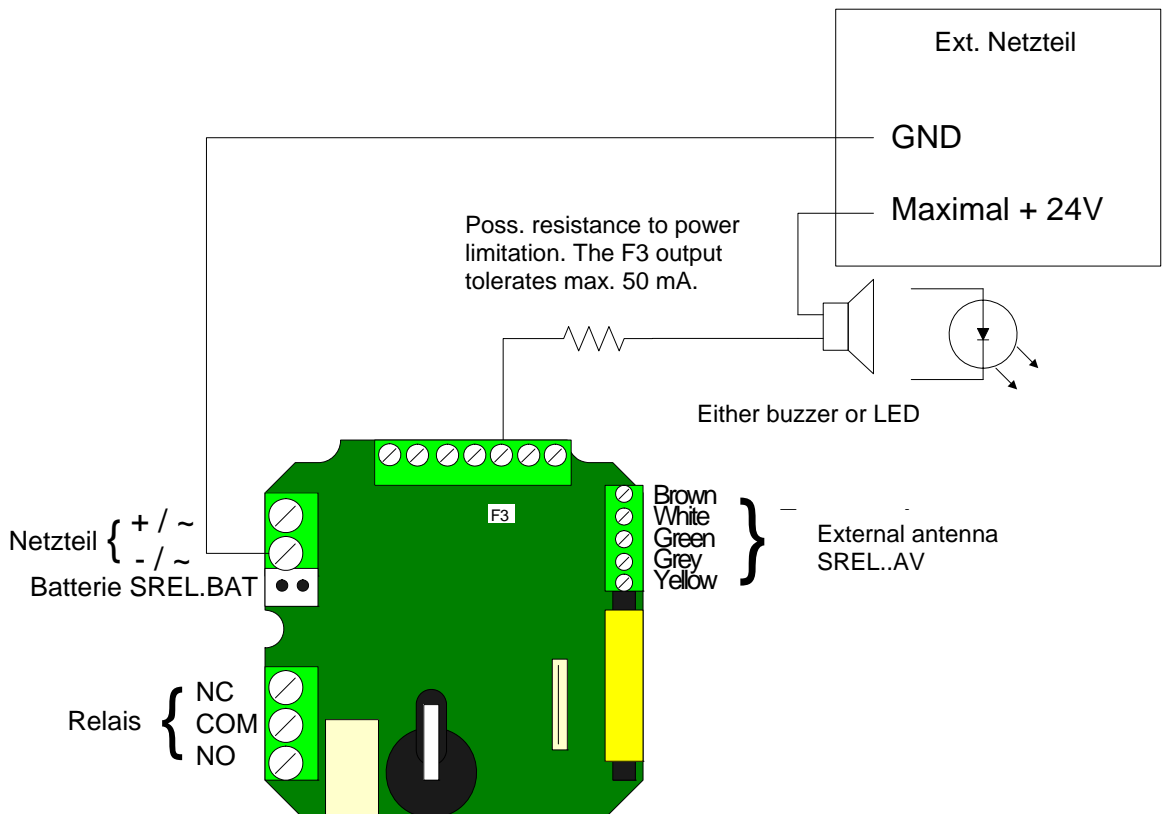 Ext. Netzteil
GND
Maximal + 24V
Poss. resistance to power
limitation. The F3 output
tolerates max. 50 mA.
Either buzzer or LED
F3
Netzteil { + / ~
- / ~
Batterie SREL.BAT
Brown
White
Green
Grey
Yellow
}
External antenna
SREL..AV
Relais {
NC
COM
NO